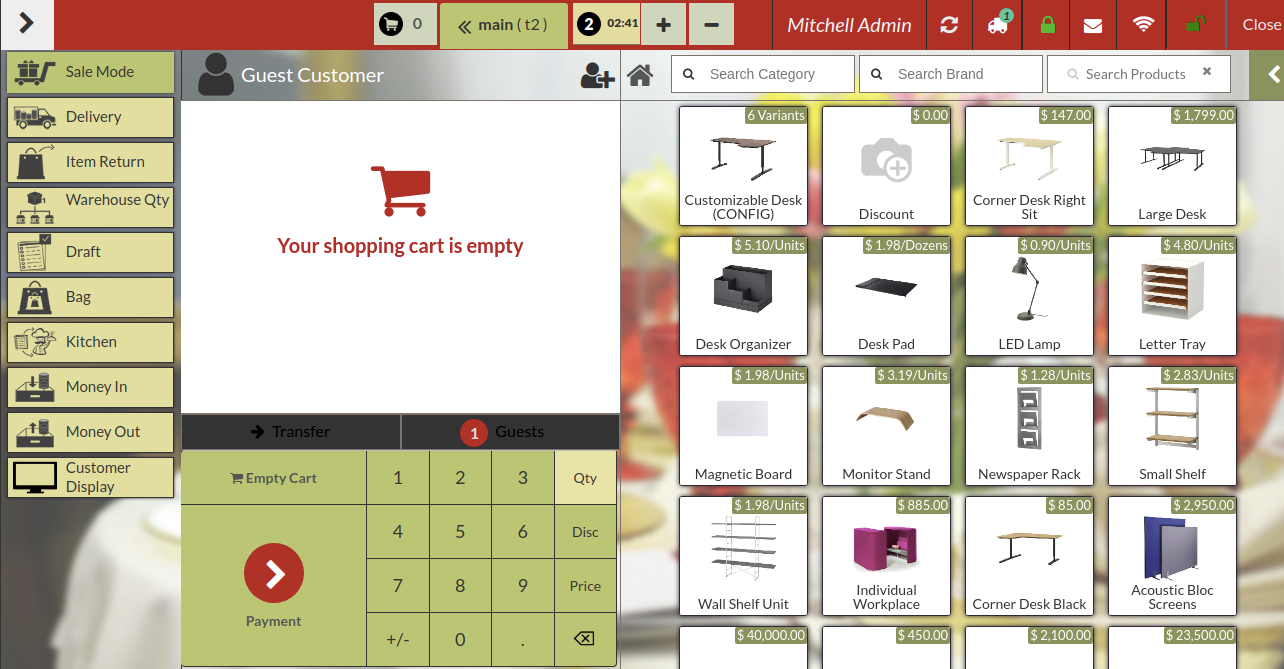 0
main ( t2 )
2 02:41
Mitchell Admin
1
Close
Sale Mode
Delivery
Item Return
Warehouse Qty
Draft
Bag
Kitchen
Money In
Money Out
Customer
Display
Guest Customer
Your shopping cart is empty
Transfer
1 Guests
Empty Cart
1 2 3 Qty
4 5 6 Disc
7 8 9 Price
Payment
+/- 0 .
Search Category
Search Brand
Search Products
6 Variants
Customizable Desk
(CONFIG)
$ 0.00
Discount
$ 147.00
Corner Desk Right
Sit
$ 1,799.00
Large Desk
$ 5.10/Units
Desk Organizer
$ 1.98/Dozens
Desk Pad
$ 0.90/Units
LED Lamp
$ 4.80/Units
Letter Tray
$ 1.98/Units
Magnetic Board
$ 3.19/Units
Monitor Stand
$ 1.28/Units
Newspaper Rack
$ 2.83/Units
Small Shelf
$ 1.98/Units
Wall Shelf Unit
$ 885.00
Individual
Workplace
$ 85.00
Corner Desk Black
$ 2,950.00
Acoustic Bloc
Screens
$ 40,000.00
$ 450.00
$ 2,100.00
$ 23,500.00